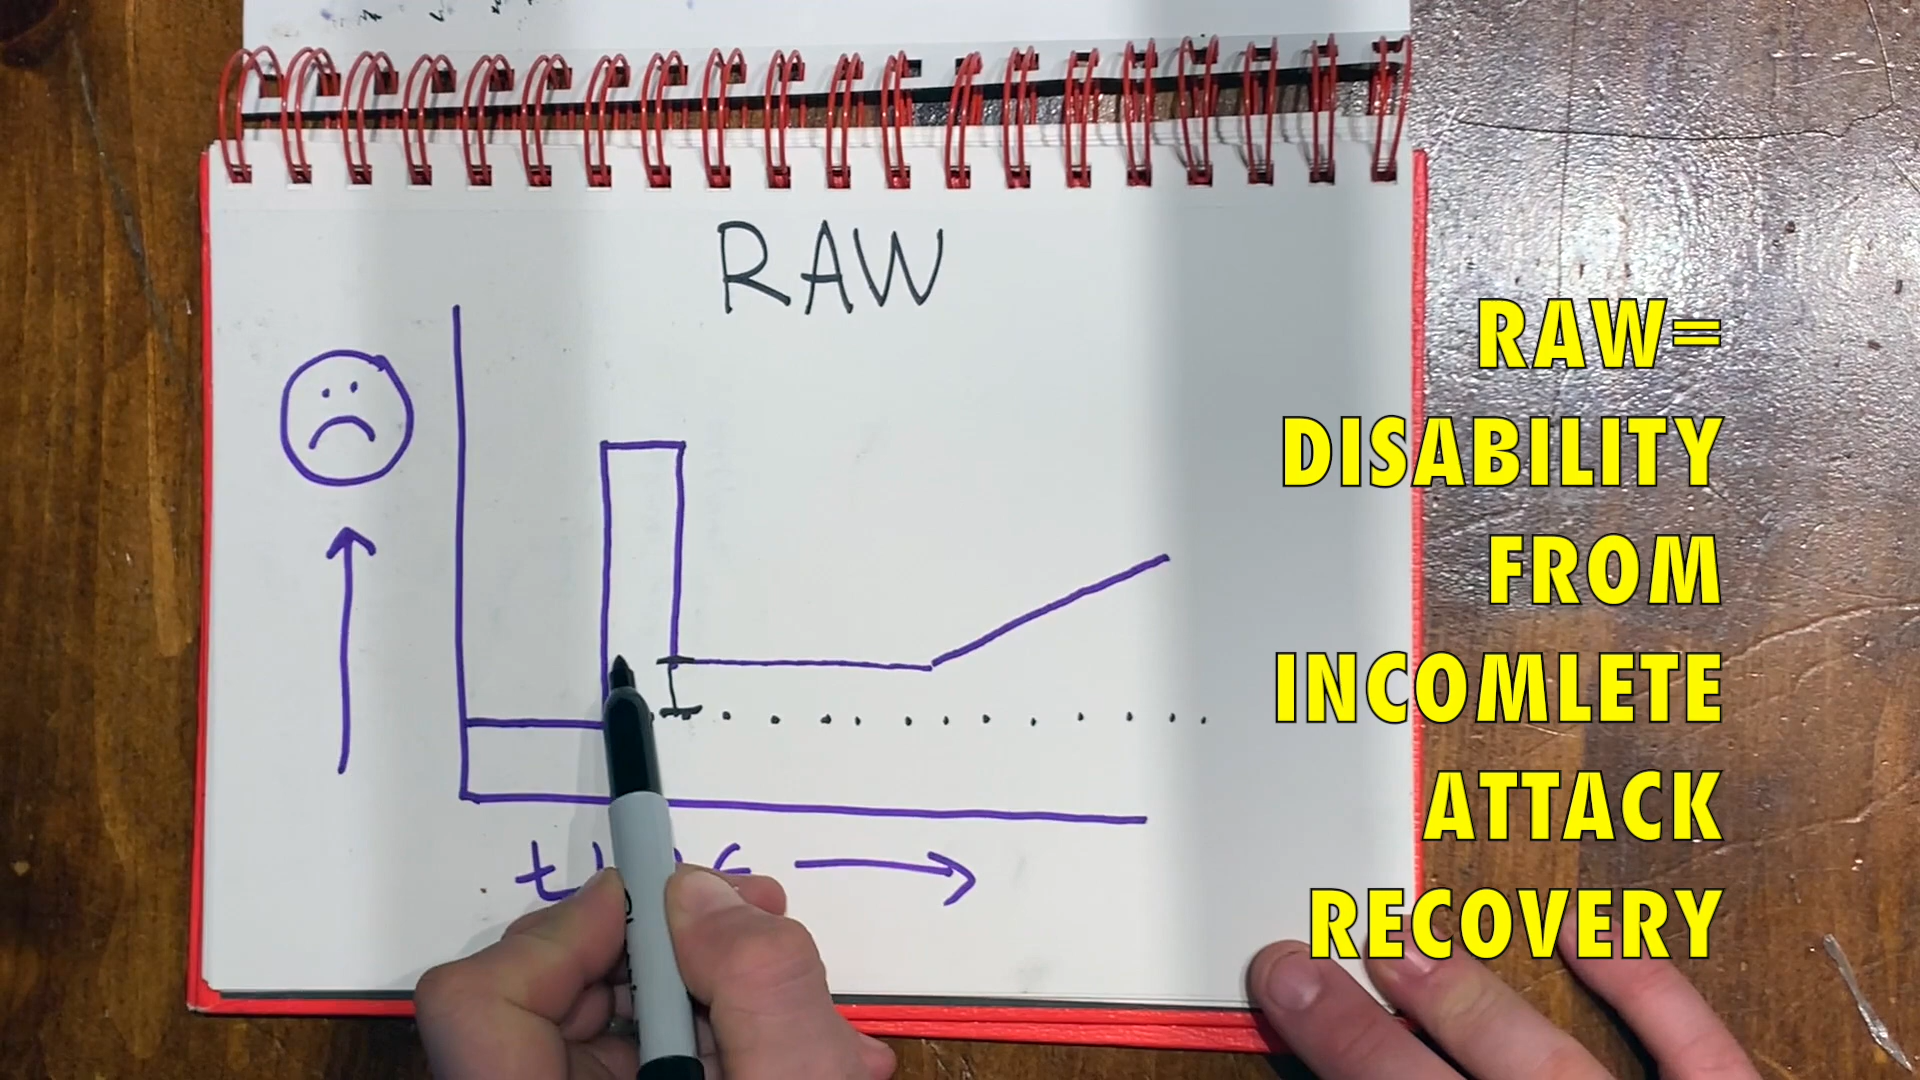 RAW
RAW=
DISABILITY
FROM
INCOMLETE
ATTACK
RECOVERY